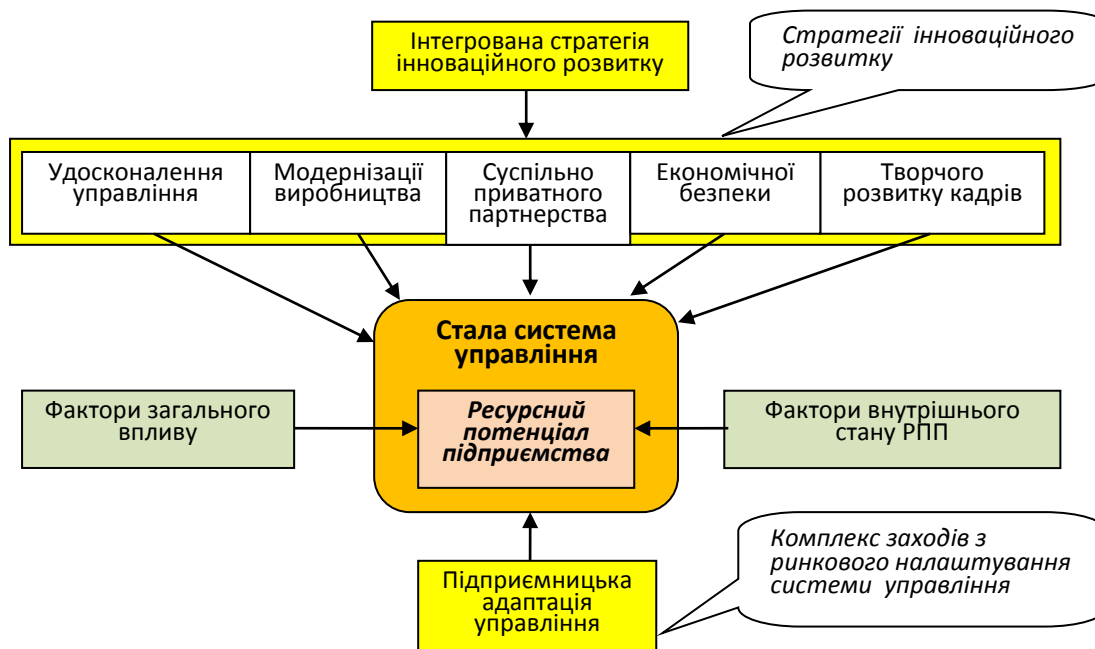 Інтегрована стратегія
інноваційного розвитку
Стратегії інноваційного
розвитку
Удосконалення
управління
Модернізації
виробництва
Суспільно
приватного
партнерства
Економічної
безпеки
Творчого
розвитку кадрів
Стала система
управління
Фактори загального
впливу
Ресурсний
потенціал
підприємства
Фактори внутрішнього
стану РПП
Підприємницька
адаптація
управління
Комплекс заходів з
ринкового налаштування
системи управління